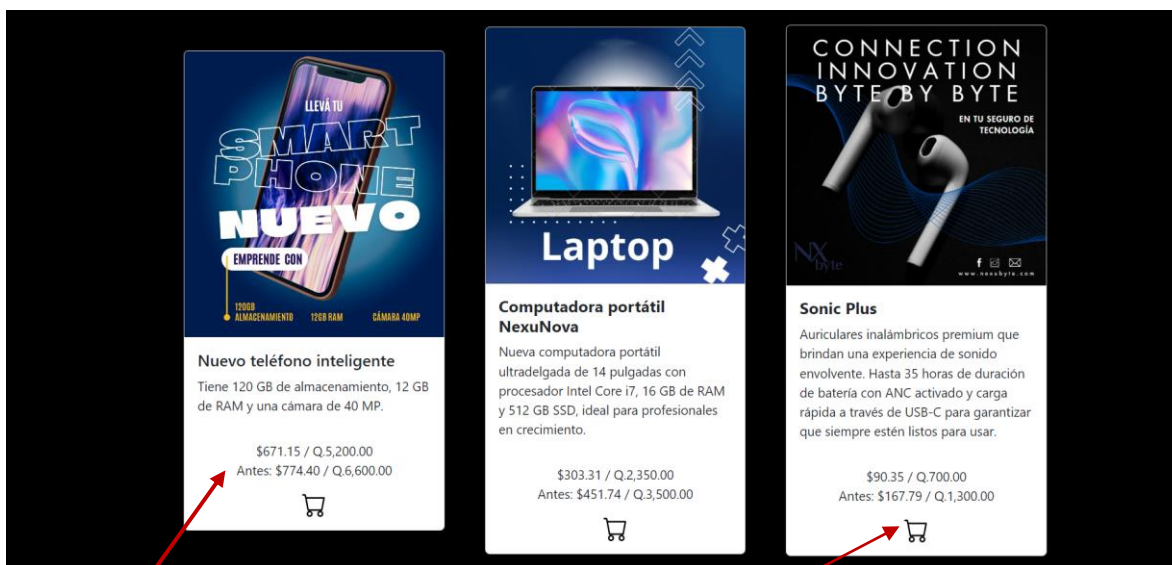 LLEVÁ TU
SMART
PHONE
NUEVO
EMPRENDE CON
120GB
ALMACENAMIENTO
12GB RAM
CÁMARA 40MP
Nuevo teléfono inteligente
Tiene 120 GB de almacenamiento, 12 GB
de RAM y una cámara de 40 MP.
$671.15 / Q.5,200.00
Antes: $774.40 / Q.6,600.00
Laptop
Computadora portátil
NexuNova
Nueva computadora portátil
ultradelgada de 14 pulgadas con
procesador Intel Core i7, 16 GB de RAM
y 512 GB SSD, ideal para profesionales
en crecimiento.
$303.31 / Q.2,350.00
Antes: $451.74 / Q.3,500.00
CONNECTION
INNOVATION
BYTE BY BYTE
EN TU SEGURO DE
TECNOLOGÍA
NX
byte
www.nexubyte.com
Sonic Plus
Auriculares inalámbricos premium que
brindan una experiencia de sonido
envolvente. Hasta 35 horas de duración
de batería con ANC activado y carga
rápida a través de USB-C para garantizar
que siempre estén listos para usar.
$90.35 / Q.700.00
Antes: $167.79 / Q.1,300.00